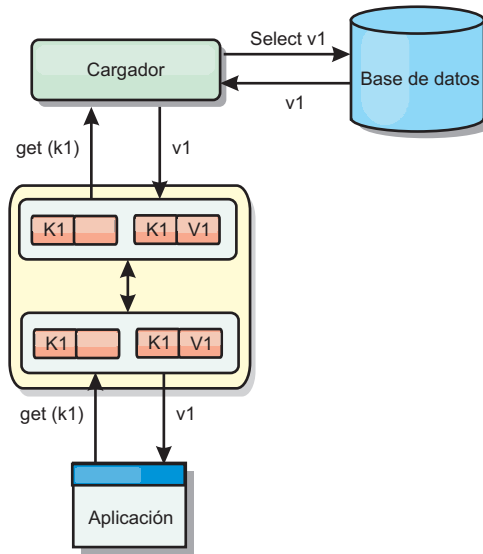 Select v1
Cargador
Base de datos
v1
get (k1)
v1
K1
K1 V1
K1
K1 V1
get (k1)
v1
Aplicación